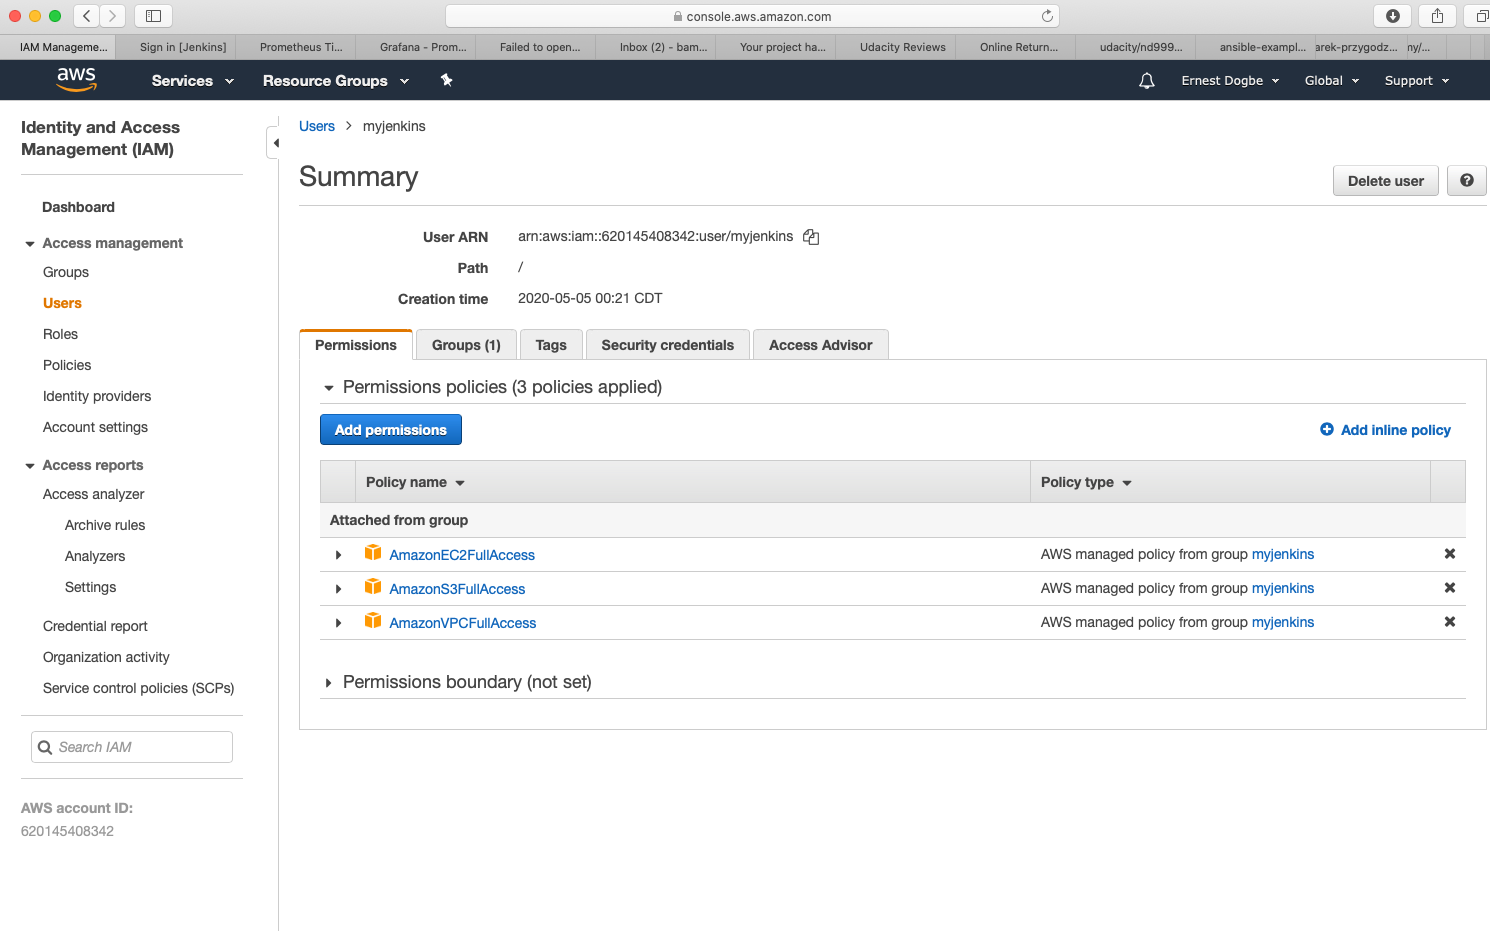 console.aws.amazon.com
IAM Manageme... Sign in [Jenkins] Prometheus Ti... Grafana - Prom... Failed to open... Inbox (2) - bam... Your project ha... Udacity Reviews Online Return... udacity/nd999... ansible-exampl... arek-przygodz... ny/...
aws Services Resource Groups Ernest Dogbe Global Support
Identity and Access
Management (IAM)
Dashboard
Access management
Groups
Users
Roles
Policies
Identity providers
Account settings
Access reports
Access analyzer
Archive rules
Analyzers
Settings
Credential report
Organization activity
Service control policies (SCPs)
Search IAM
AWS account ID:
620145408342
Users > myjenkins
Summary
Delete user ?
User ARN arn:aws:iam::620145408342:user/myjenkins
Path /
Creation time 2020-05-05 00:21 CDT
Permissions Groups (1) Tags Security credentials Access Advisor
Permissions policies (3 policies applied)
Add permissions Add inline policy
Policy name Policy type
Attached from group
AmazonEC2FullAccess AWS managed policy from group myjenkins
AmazonS3FullAccess AWS managed policy from group myjenkins
AmazonVPCFullAccess AWS managed policy from group myjenkins
Permissions boundary (not set)